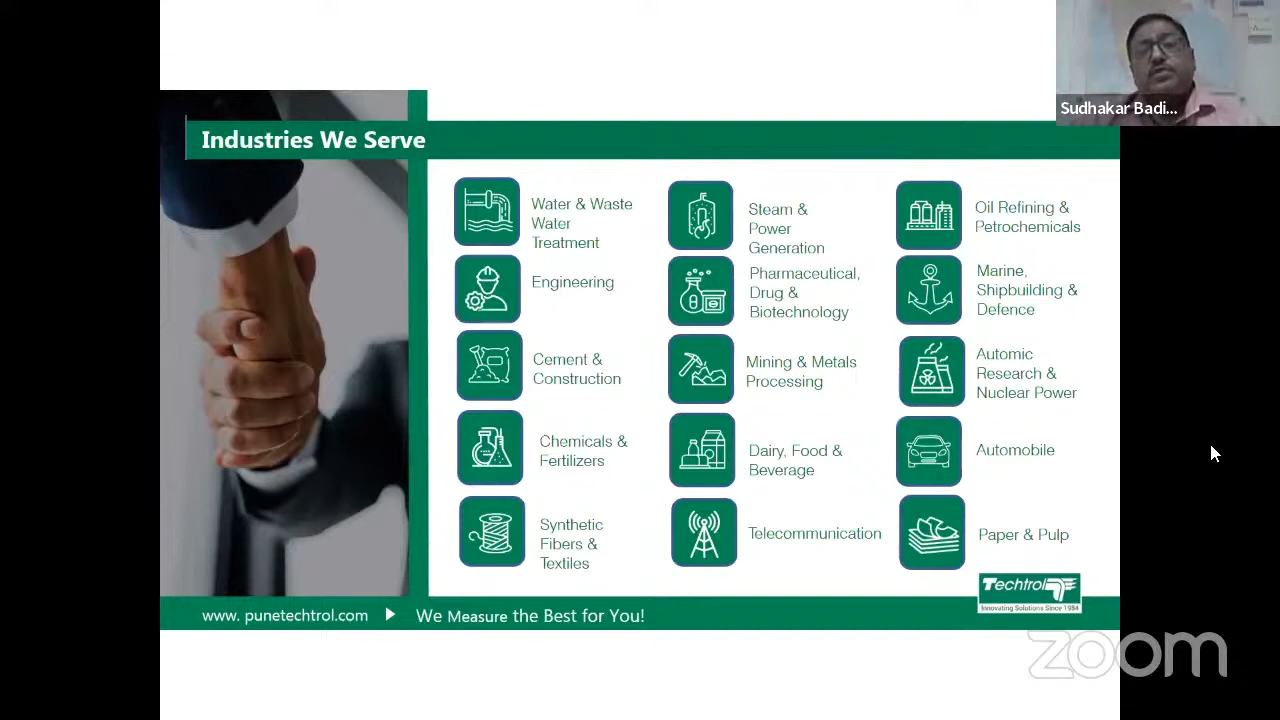 Sudhakar Badi...
Industries We Serve
Water & Waste
Water
Treatment
Steam &
Power
Generation
Oil Refining &
Petrochemicals
Engineering
Pharmaceutical,
Drug &
Biotechnology
Marine,
Shipbuilding &
Defence
Cement &
Construction
Mining & Metals
Processing
Automic
Research &
Nuclear Power
Chemicals &
Fertilizers
Dairy, Food &
Beverage
Automobile
Synthetic
Fibers &
Textiles
Telecommunication
Paper & Pulp
Techtrol
Innovating Solutions Since 1984
www. punetechtrol.com
We Measure the Best for You!
zoom